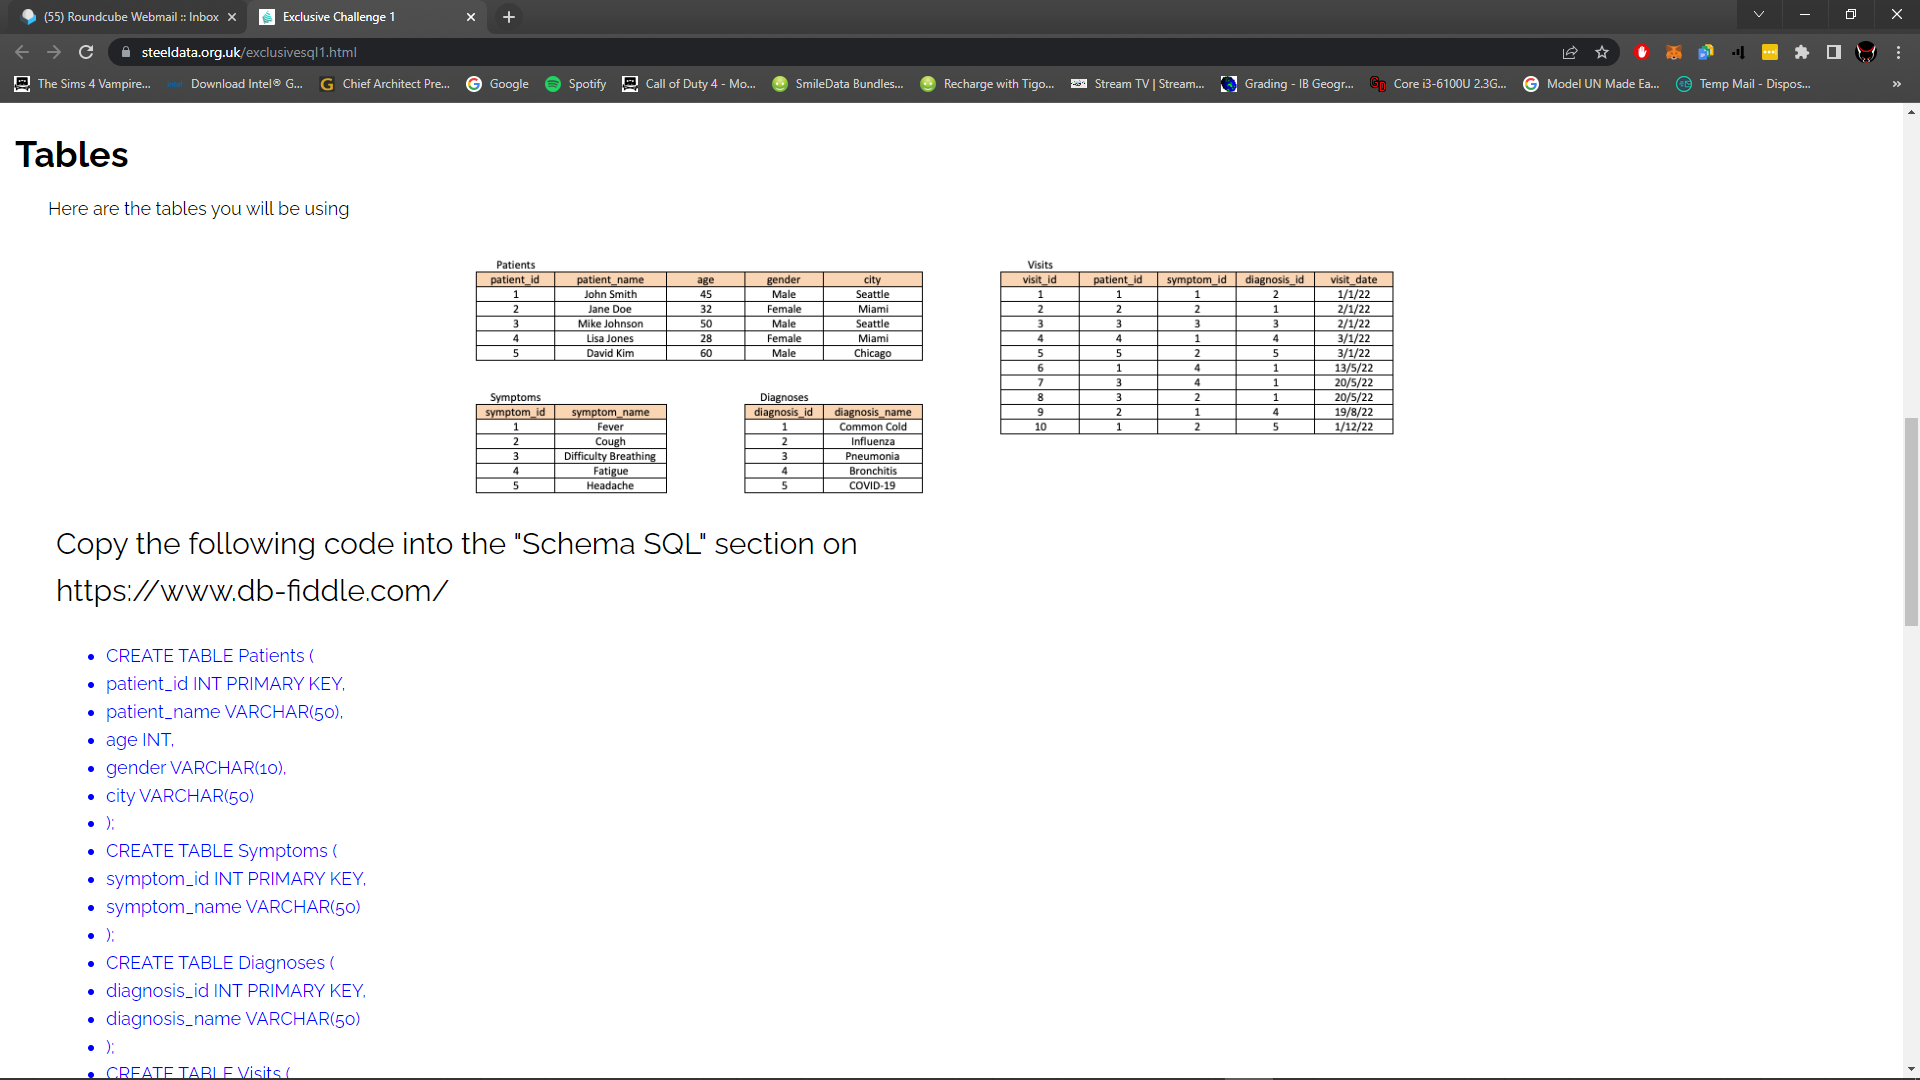 (55) Roundcube Webmail :: Inbox
Exclusive Challenge 1
steeldata.org.uk/exclusivesql1.html
The Sims 4 Vampire...
Download Intel® G...
Chief Architect Pre...
Google
Spotify
Call of Duty 4 - Mo...
SmileData Bundles...
Recharge with Tigo...
Stream TV | Stream...
Grading - IB Geogr...
Core i3-6100U 2.3G...
Model UN Made Ea...
Temp Mail - Dispos...
»
Tables
Here are the tables you will be using
Patients
patient_id patient_name age gender city
1 John Smith 45 Male Seattle
2 Jane Doe 32 Female Miami
3 Mike Johnson 50 Male Seattle
4 Lisa Jones 28 Female Miami
5 David Kim 60 Male Chicago
Visits
visit_id patient_id symptom_id diagnosis_id visit_date
1 1 1 2 1/1/22
2 2 2 1 2/1/22
3 3 3 3 2/1/22
4 4 1 4 3/1/22
5 5 2 5 3/1/22
6 1 4 1 13/5/22
7 3 4 1 20/5/22
8 3 2 1 20/5/22
9 2 1 4 19/8/22
10 1 2 5 1/12/22
Symptoms
symptom_id symptom_name
1 Fever
2 Cough
3 Difficulty Breathing
4 Fatigue
5 Headache
Diagnoses
diagnosis_id diagnosis_name
1 Common Cold
2 Influenza
3 Pneumonia
4 Bronchitis
5 COVID-19
Copy the following code into the "Schema SQL" section on
https://www.db-fiddle.com/
• CREATE TABLE Patients (
• patient_id INT PRIMARY KEY,
• patient_name VARCHAR(50),
• age INT,
• gender VARCHAR(10),
• city VARCHAR(50)
• );
• CREATE TABLE Symptoms (
• symptom_id INT PRIMARY KEY,
• symptom_name VARCHAR(50)
• );
• CREATE TABLE Diagnoses (
• diagnosis_id INT PRIMARY KEY,
• diagnosis_name VARCHAR(50)
• );
• CREATE TABLE Visits (